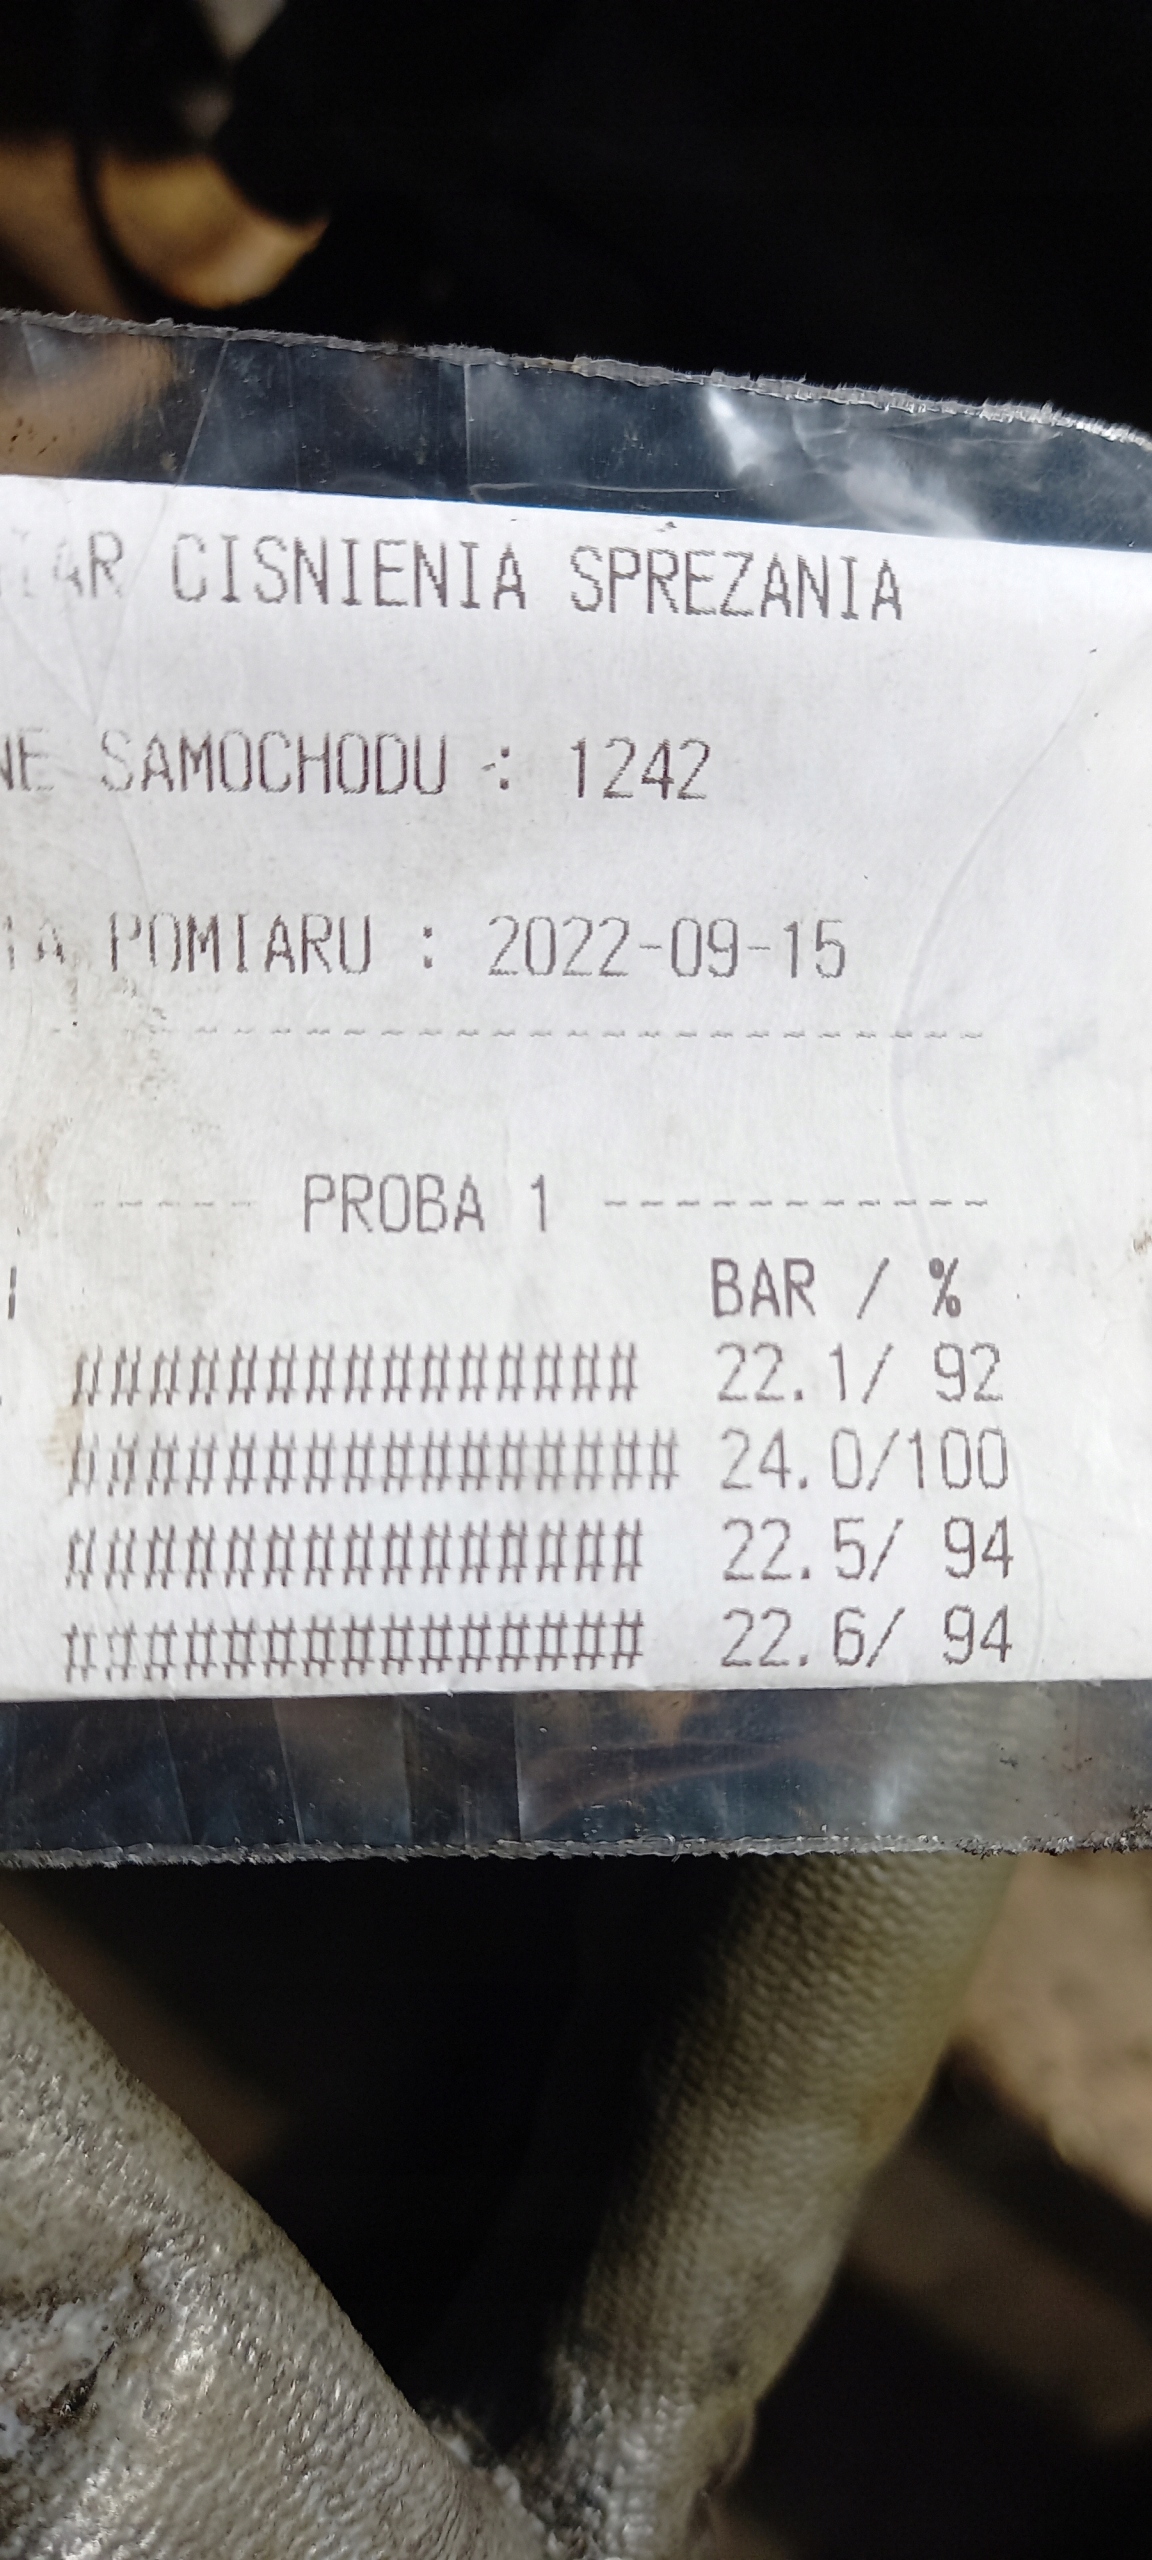 CISNIENIA SPREZANIA
SAMOCHODU : 1242
POMIARU : 2022-09-15
--------------------------
----- PROBA 1 -----------
BAR / %
############### 22.1/ 92
################ 24.0/100
############### 22.5/ 94
############### 22.6/ 94